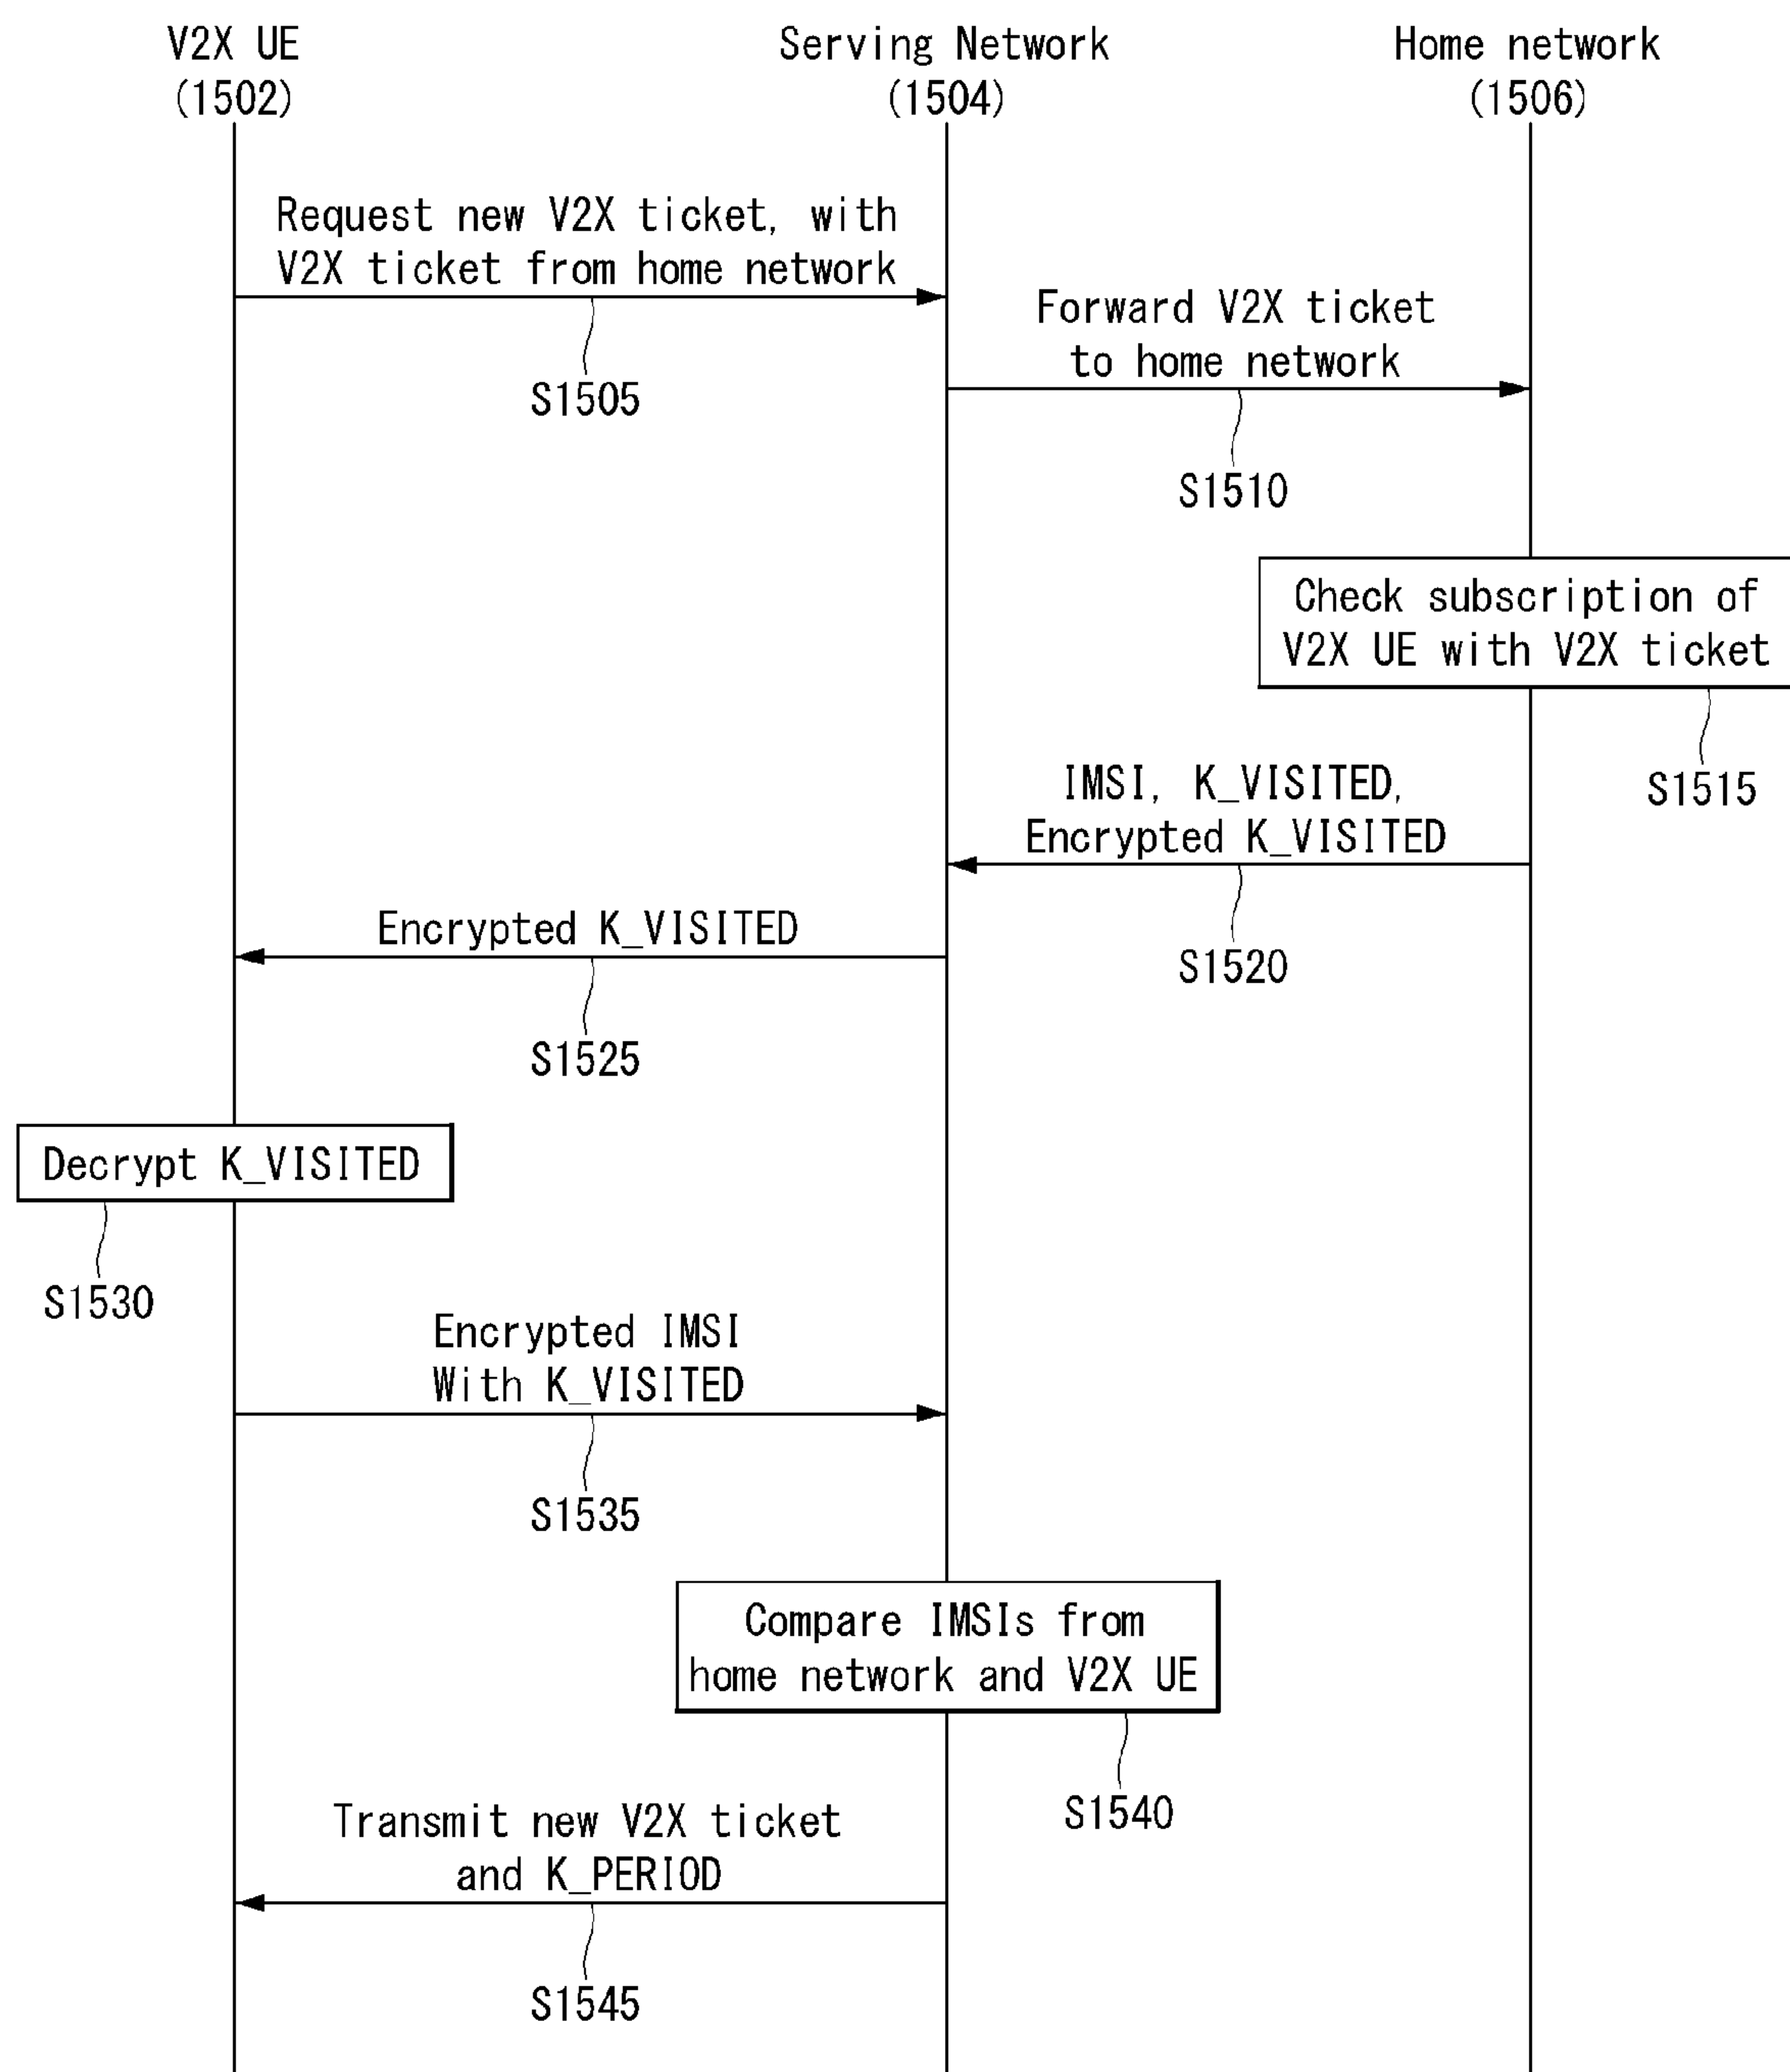 V2X UE
(1502)
Serving Network
(1504)
Home network
(1506)
Request new V2X ticket, with
V2X ticket from home network
S1505
Forward V2X ticket
to home network
S1510
Check subscription of
V2X UE with V2X ticket
S1515
IMSI, K_VISITED,
Encrypted K_VISITED
S1520
Encrypted K_VISITED
S1525
Decrypt K_VISITED
S1530
Encrypted IMSI
With K_VISITED
S1535
Compare IMSIs from
home network and V2X UE
S1540
Transmit new V2X ticket
and K_PERIOD
S1545